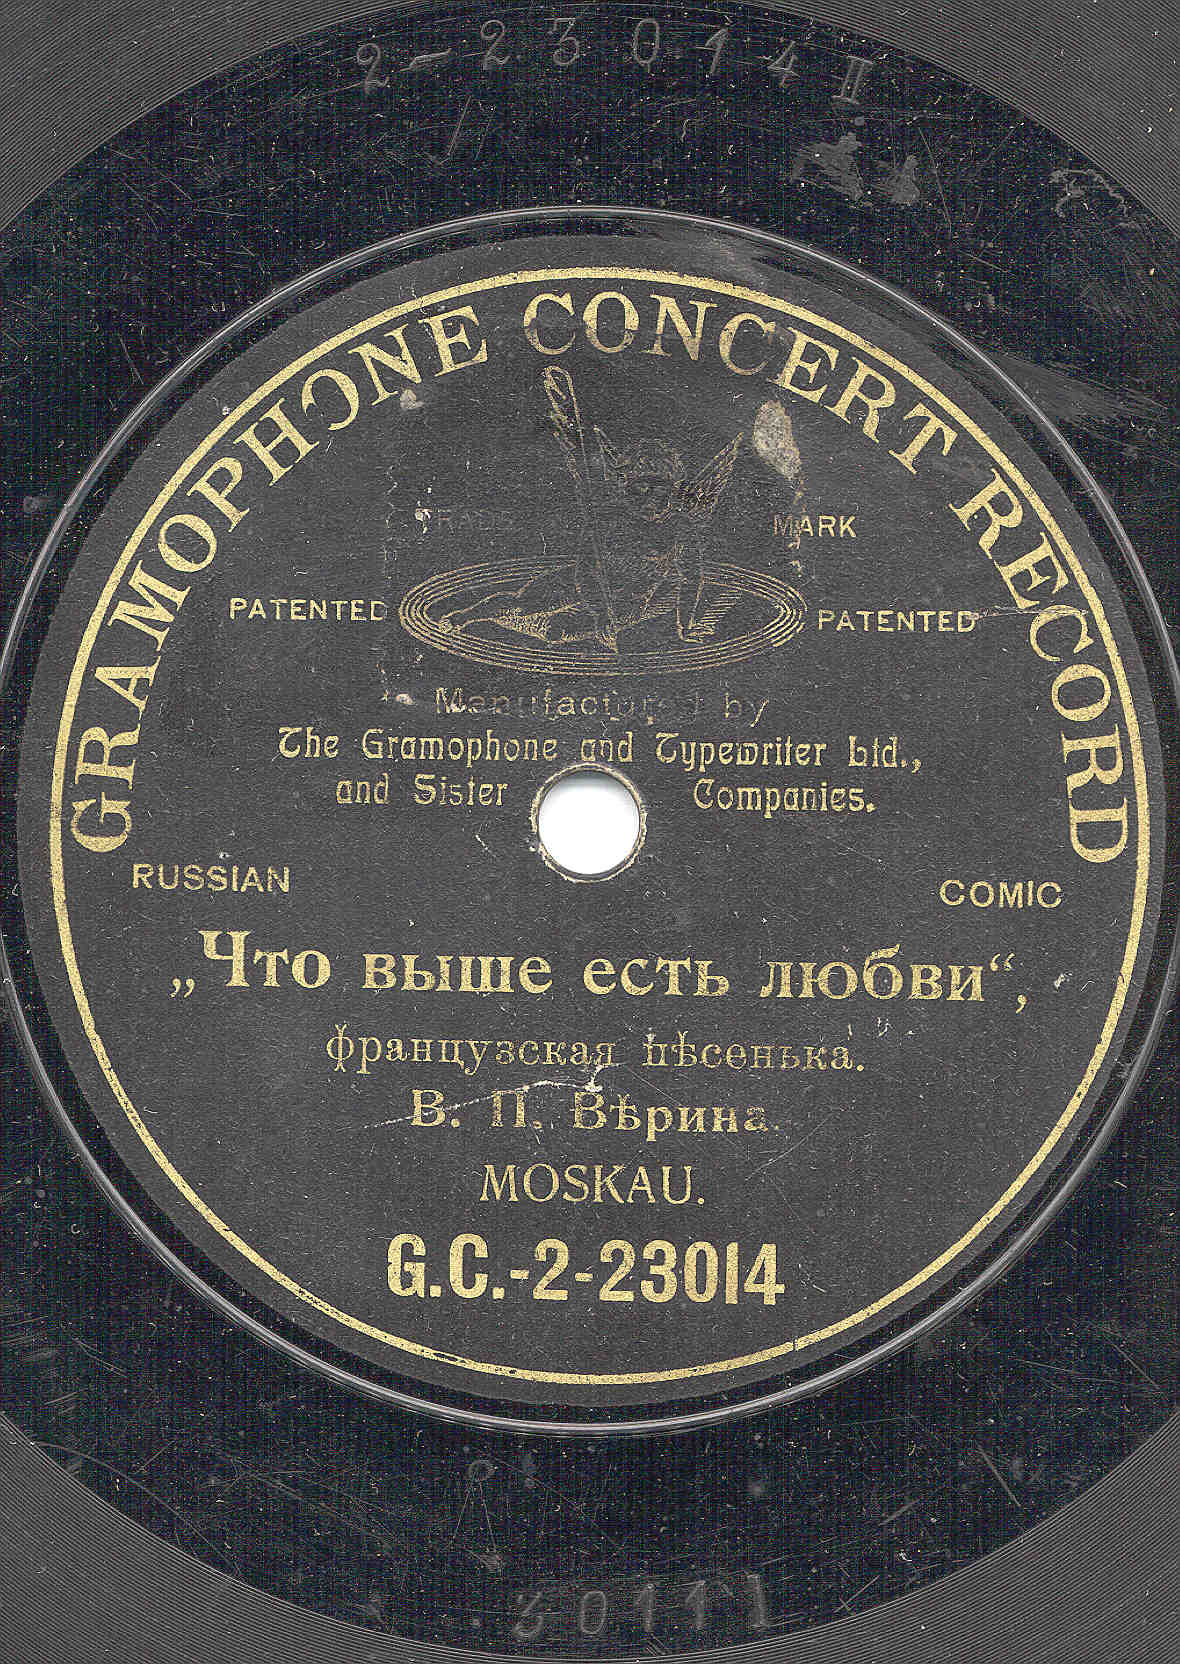 2-23014 II
GRAMOPHONE CONCERT RECORD
TRADE MARK
PATENTED PATENTED
Manufactured by
The Gramophone and Typewriter Ltd.,
and Sister Companies.
RUSSIAN COMIC
„Что выше есть любви“,
французская пѣсенька.
В. П. Вѣрина.
MOSKAU.
G.C.-2-23014